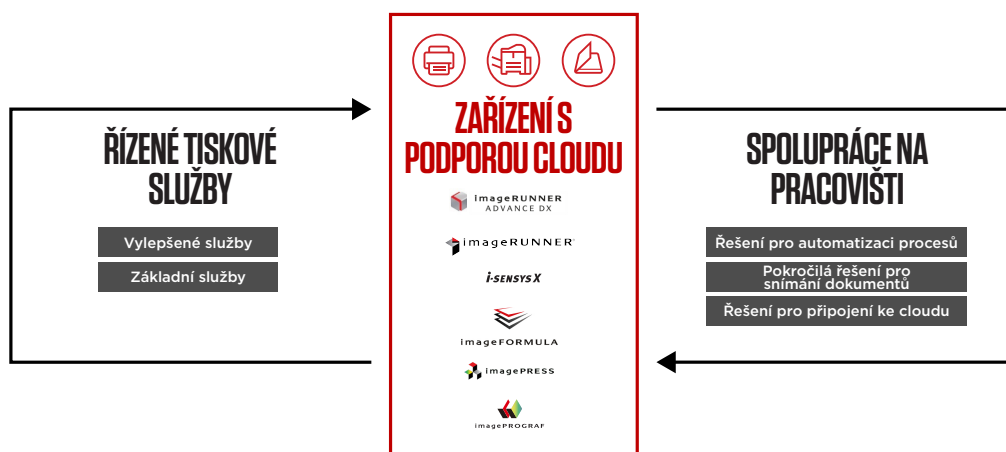 ŘÍZENÉ TISKOVÉ
SLUŽBY
Vylepšené služby
Základní služby
ZAŘÍZENÍ S
PODPOROU CLOUDU
imageRUNNER
ADVANCE DX
imageRUNNER
i-SENSYS X
imageFORMULA
imagePRESS
imagePROGRAF
SPOLUPRÁCE NA
PRACOVIŠTI
Řešení pro automatizaci procesů
Pokročilá řešení pro
snímání dokumentů
Řešení pro připojení ke cloudu